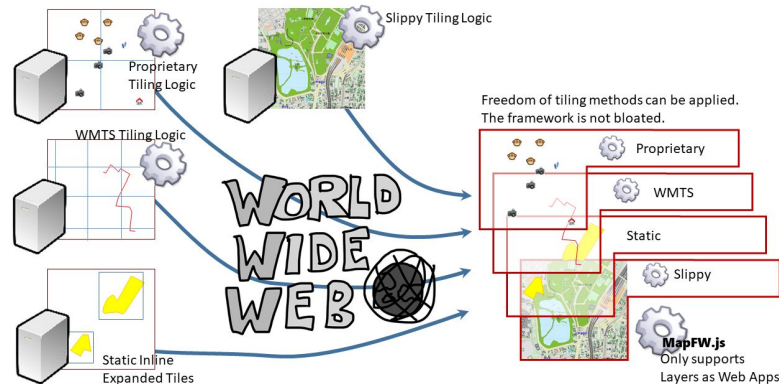 Slippy Tiling Logic
Proprietary
Tiling Logic
WMTS Tiling Logic
Static Inline
Expanded Tiles
WORLD
WIDE
WEB
Freedom of tiling methods can be applied.
The framework is not bloated.
Proprietary
WMTS
Static
Slippy
MapFW.js
Only supports
Layers as Web Apps